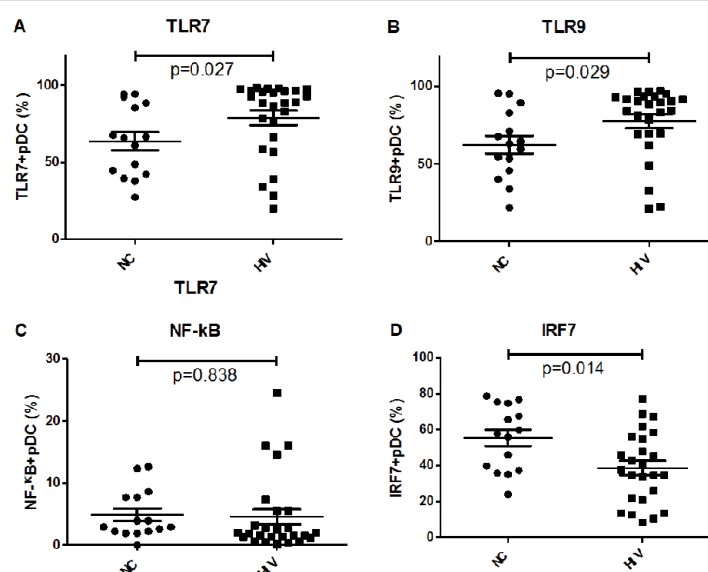 A
TLR7
p=0.027
TLR7+pDC (%)
100
50
0
NC
HIV
B
TLR9
p=0.029
TLR9+pDC (%)
100
50
0
NC
HIV
TLR7
C
NF-kB
p=0.838
NF-κB+pDC (%)
30
20
10
0
NC
HIV
D
IRF7
p=0.014
IRF7+pDC (%)
100
80
60
40
20
0
NC
HIV